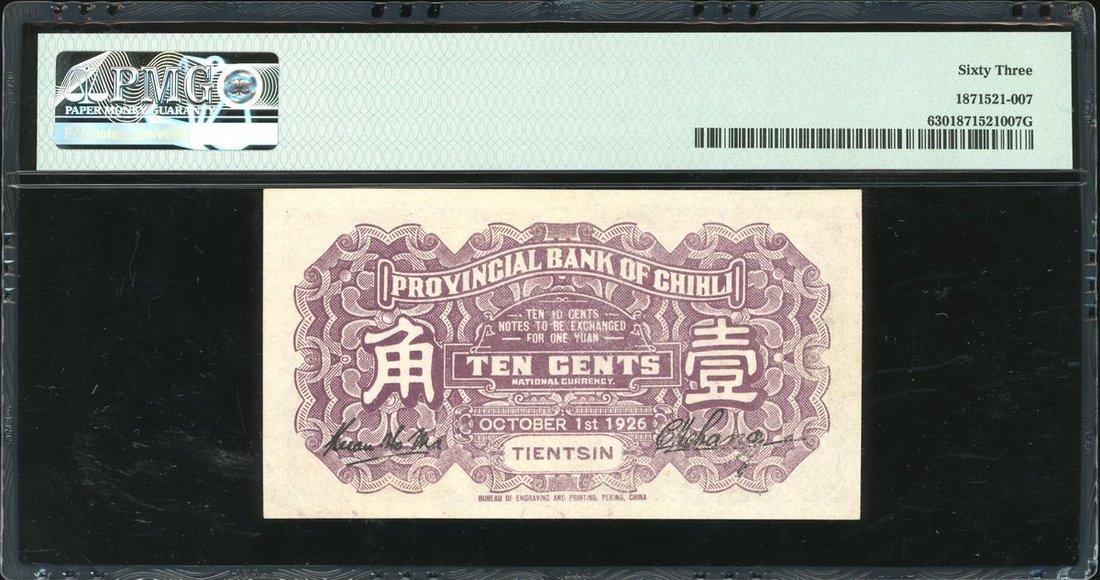 PMG
PAPER MONEY GUARANTY
Sixty Three
1871521-007
6301871521007G
PROVINCIAL BANK OF CHIHLI
TEN 10 CENTS
NOTES TO BE EXCHANGED
FOR ONE YUAN
角 壹
TEN CENTS
NATIONAL CURRENCY.
OCTOBER 1st 1926
TIENTSIN
BUREAU OF ENGRAVING AND PRINTING, PEKING, CHINA